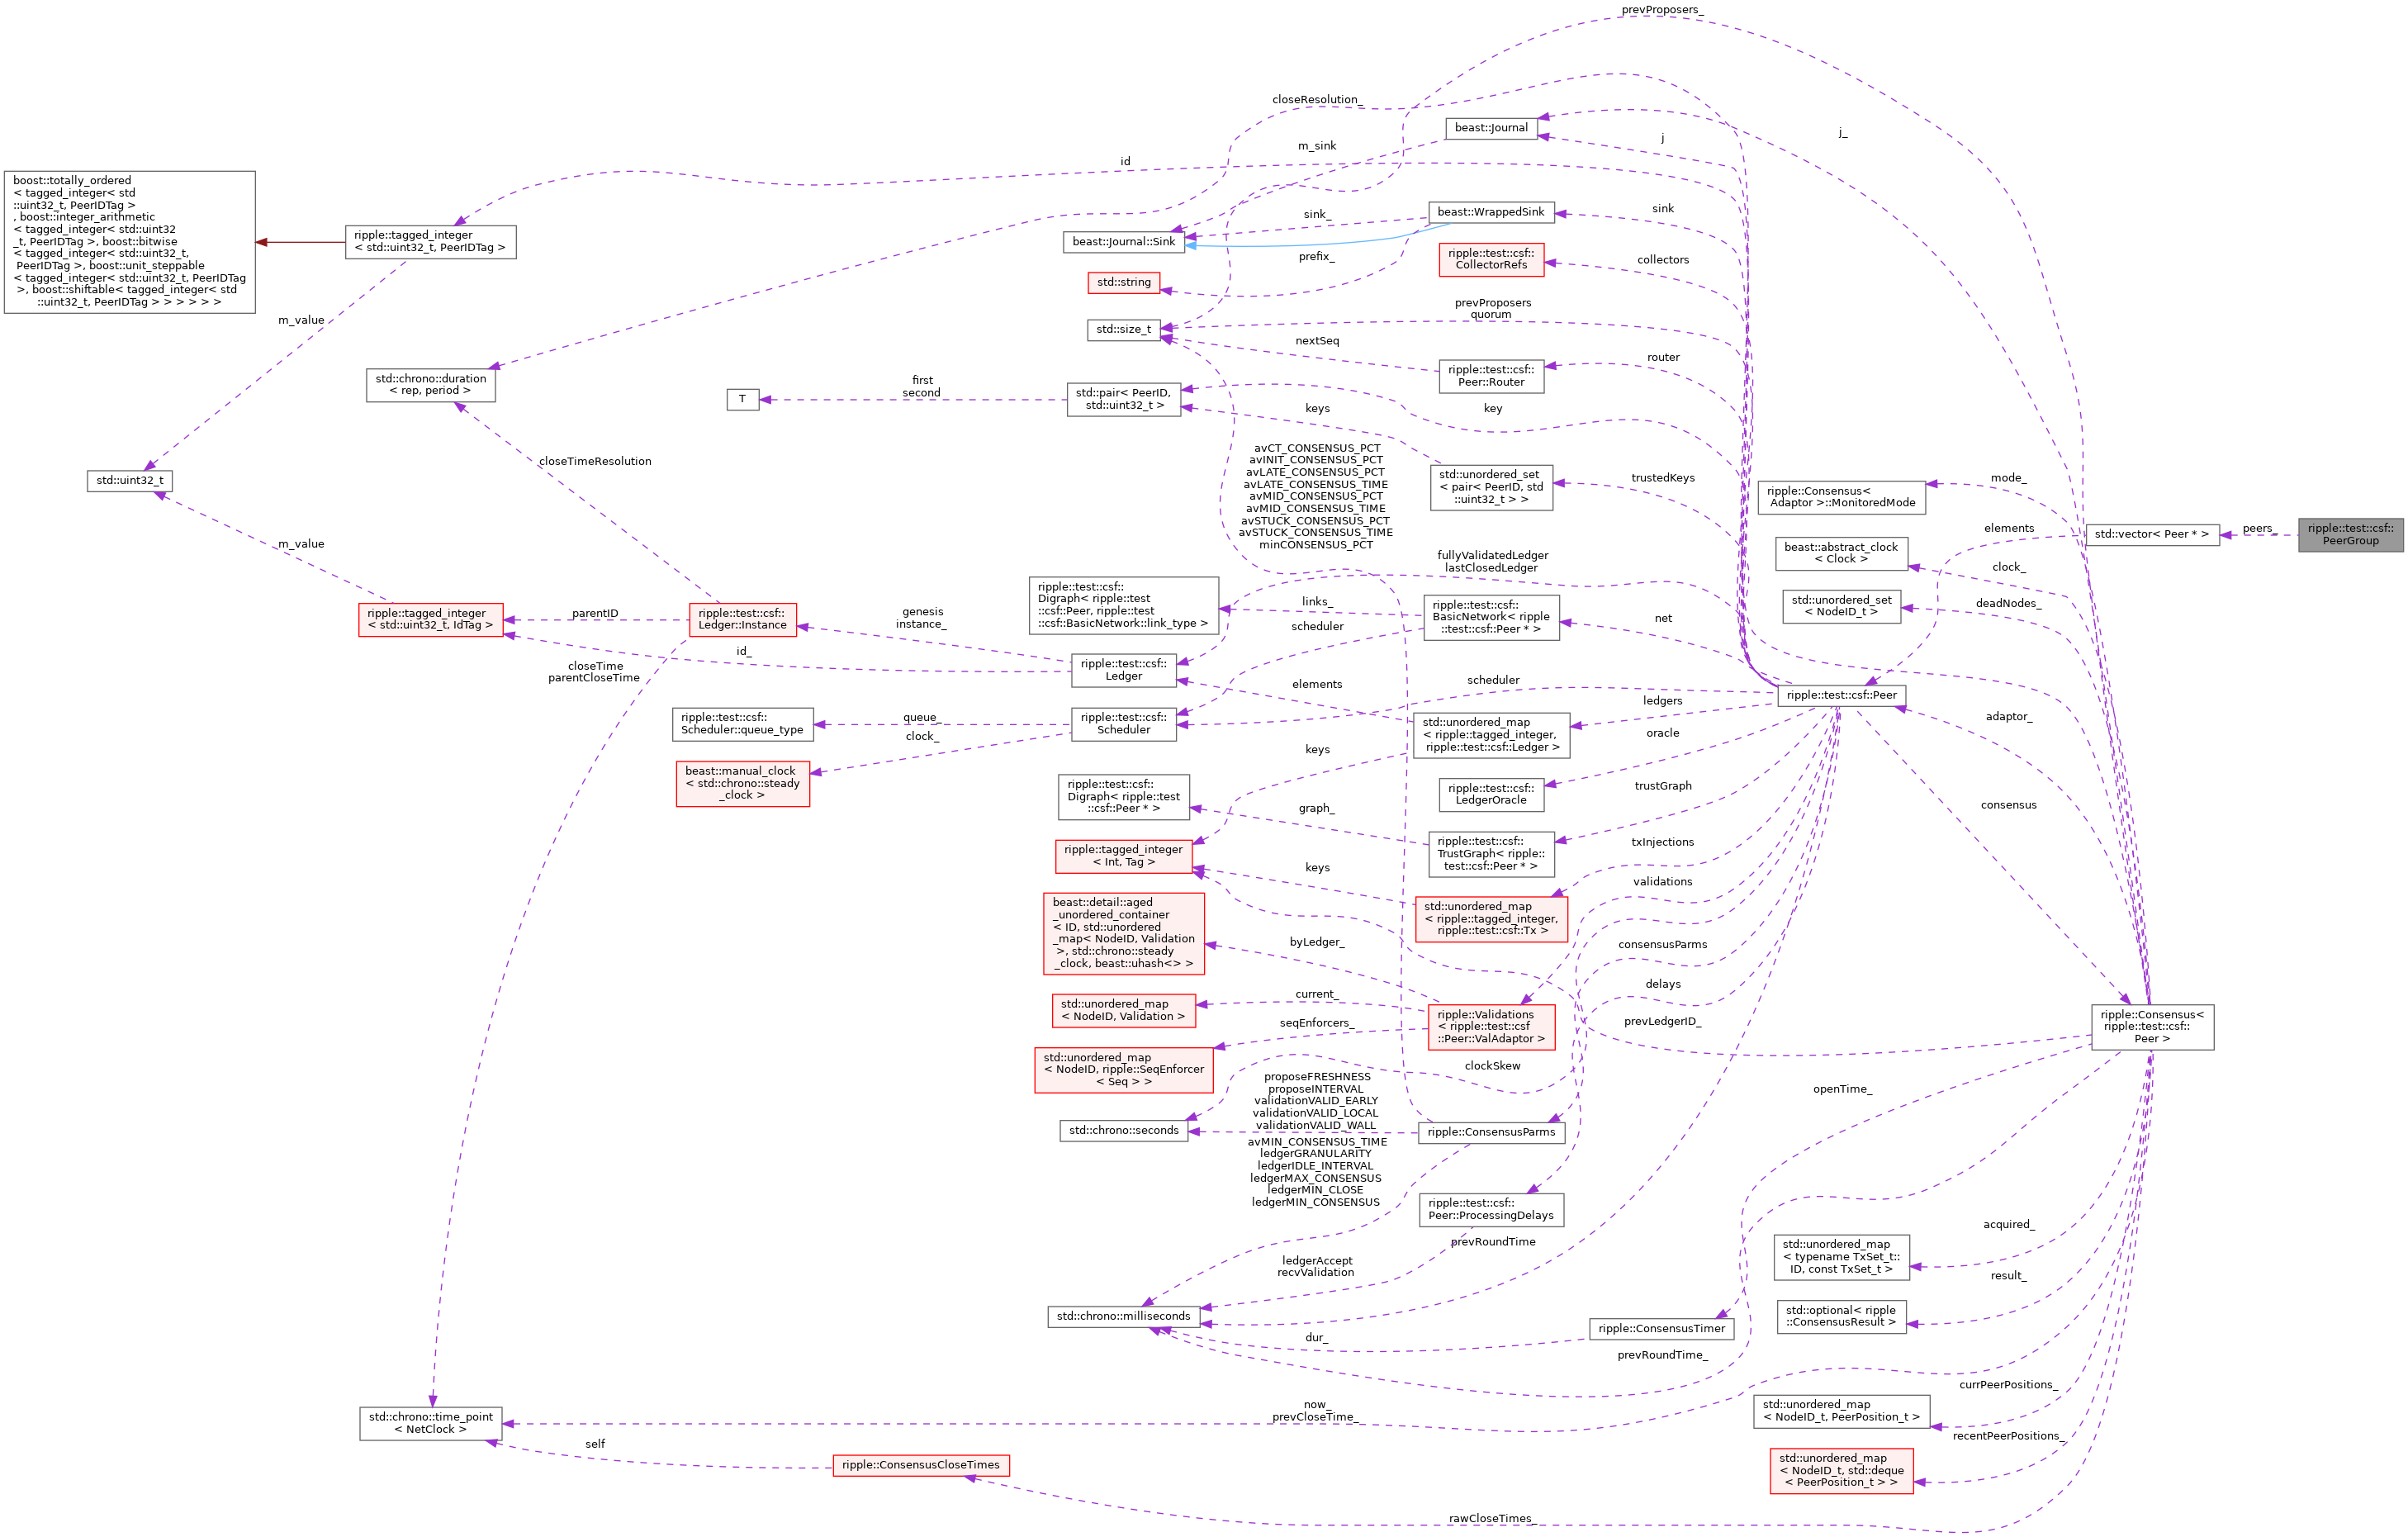 prevProposers_
closeResolution_
beast::Journal
j_
j
m_sink
id
boost::totally_ordered
< tagged_integer< std
::uint32_t, PeerIDTag >
, boost::integer_arithmetic
< tagged_integer< std::uint32
_t, PeerIDTag >, boost::bitwise
< tagged_integer< std::uint32_t,
PeerIDTag >, boost::unit_steppable
< tagged_integer< std::uint32_t, PeerIDTag
>, boost::shiftable< tagged_integer< std
::uint32_t, PeerIDTag > > > > > >
ripple::tagged_integer
< std::uint32_t, PeerIDTag >
beast::Journal::Sink
sink_
beast::WrappedSink
sink
prefix_
std::string
ripple::test::csf::
CollectorRefs
collectors
m_value
std::size_t
prevProposers
quorum
nextSeq
ripple::test::csf::
Peer::Router
router
std::chrono::duration
< rep, period >
T
first
second
std::pair< PeerID,
std::uint32_t >
key
keys
closeTimeResolution
std::uint32_t
avCT_CONSENSUS_PCT
avINIT_CONSENSUS_PCT
avLATE_CONSENSUS_PCT
avLATE_CONSENSUS_TIME
avMID_CONSENSUS_PCT
avMID_CONSENSUS_TIME
avSTUCK_CONSENSUS_PCT
avSTUCK_CONSENSUS_TIME
minCONSENSUS_PCT
std::unordered_set
< pair< PeerID, std
::uint32_t > >
trustedKeys
ripple::Consensus<
Adaptor >::MonitoredMode
mode_
elements
std::vector< Peer * >
peers_
ripple::test::csf::
PeerGroup
beast::abstract_clock
< Clock >
clock_
std::unordered_set
< NodeID_t >
deadNodes_
m_value
ripple::tagged_integer
< std::uint32_t, IdTag >
parentID
ripple::test::csf::
Ledger::Instance
genesis
instance_
id_
ripple::test::csf::
Digraph< ripple::test
::csf::Peer, ripple::test
::csf::BasicNetwork::link_type >
links_
fullyValidatedLedger
lastClosedLedger
ripple::test::csf::
BasicNetwork< ripple
::test::csf::Peer * >
net
scheduler
ripple::test::csf::
Ledger
closeTime
parentCloseTime
elements
scheduler
ripple::test::csf::Peer
ledgers
adaptor_
ripple::test::csf::
Scheduler::queue_type
queue_
ripple::test::csf::
Scheduler
clock_
std::unordered_map
< ripple::tagged_integer,
ripple::test::csf::Ledger >
oracle
keys
beast::manual_clock
< std::chrono::steady
_clock >
ripple::test::csf::
Digraph< ripple::test
::csf::Peer * >
ripple::test::csf::
LedgerOracle
trustGraph
consensus
graph_
ripple::test::csf::
TrustGraph< ripple::
test::csf::Peer * >
ripple::tagged_integer
< Int, Tag >
txInjections
keys
validations
std::unordered_map
< ripple::tagged_integer,
ripple::test::csf::Tx >
beast::detail::aged
_unordered_container
< ID, std::unordered
_map< NodeID, Validation
>, std::chrono::steady
_clock, beast::uhash<> >
byLedger_
consensusParms
delays
std::unordered_map
< NodeID, Validation >
current_
seqEnforcers_
ripple::Validations
< ripple::test::csf
::Peer::ValAdaptor >
prevLedgerID_
ripple::Consensus<
ripple::test::csf::
Peer >
std::unordered_map
< NodeID, ripple::SeqEnforcer
< Seq > >
clockSkew
openTime_
proposeFRESHNESS
proposeINTERVAL
validationVALID_EARLY
validationVALID_LOCAL
validationVALID_WALL
std::chrono::seconds
ripple::ConsensusParms
avMIN_CONSENSUS_TIME
ledgerGRANULARITY
ledgerIDLE_INTERVAL
ledgerMAX_CONSENSUS
ledgerMIN_CLOSE
ledgerMIN_CONSENSUS
ripple::test::csf::
Peer::ProcessingDelays
prevRoundTime
ledgerAccept
recvValidation
acquired_
std::unordered_map
< typename TxSet_t::
ID, const TxSet_t >
result_
std::optional< ripple
::ConsensusResult >
std::chrono::milliseconds
dur_
ripple::ConsensusTimer
prevRoundTime_
currPeerPositions_
std::unordered_map
< NodeID_t, PeerPosition_t >
std::chrono::time_point
< NetClock >
now_
prevCloseTime_
recentPeerPositions_
self
ripple::ConsensusCloseTimes
std::unordered_map
< NodeID_t, std::deque
< PeerPosition_t > >
rawCloseTimes_